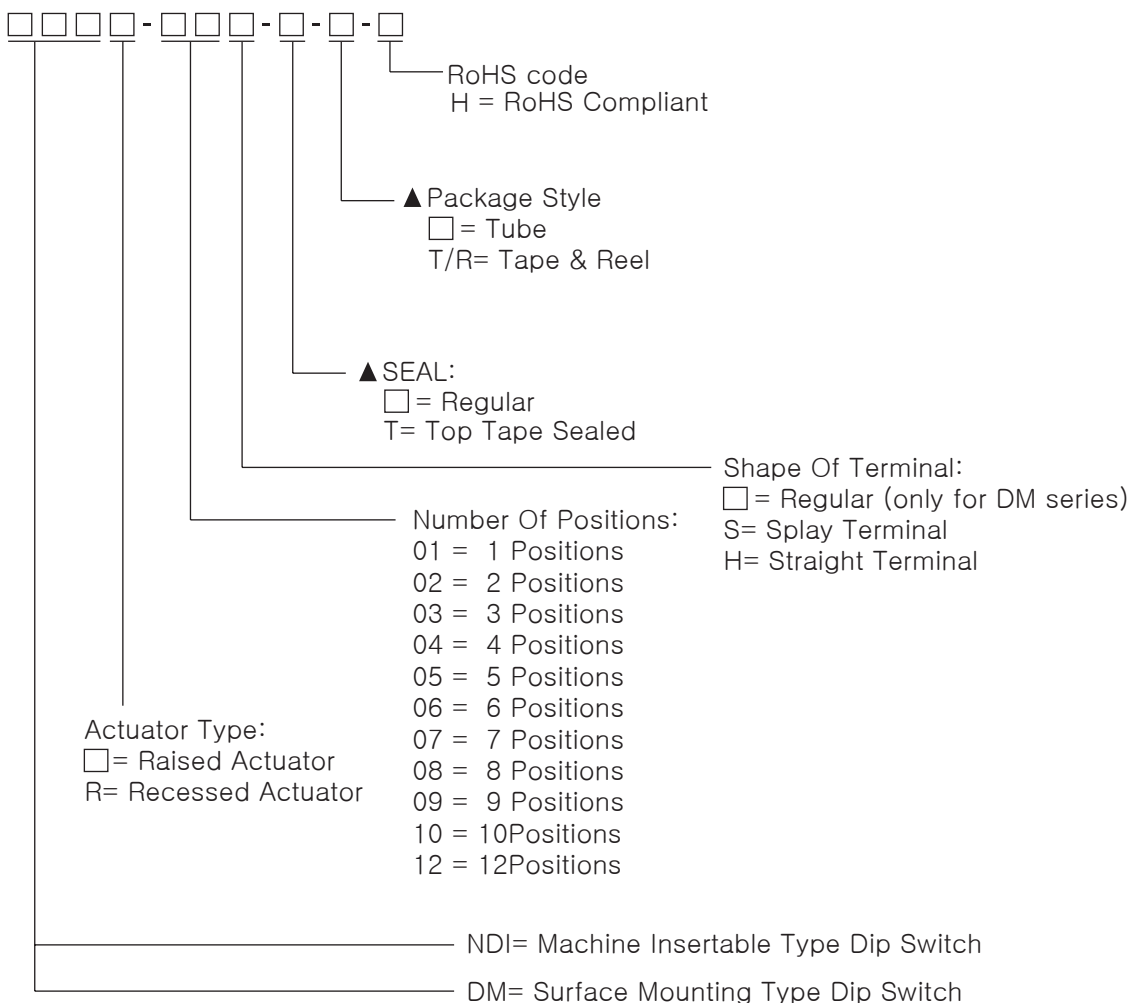 □□□□-□□□-□-□-□
RoHS code
H = RoHS Compliant
▲Package Style
□= Tube
T/R= Tape & Reel
▲SEAL:
□= Regular
T= Top Tape Sealed
Shape Of Terminal:
□= Regular (only for DM series)
S= Splay Terminal
H= Straight Terminal
Number Of Positions:
01 = 1 Positions
02 = 2 Positions
03 = 3 Positions
04 = 4 Positions
05 = 5 Positions
06 = 6 Positions
07 = 7 Positions
08 = 8 Positions
09 = 9 Positions
10 = 10Positions
12 = 12Positions
Actuator Type:
□= Raised Actuator
R= Recessed Actuator
NDI= Machine Insertable Type Dip Switch
DM= Surface Mounting Type Dip Switch